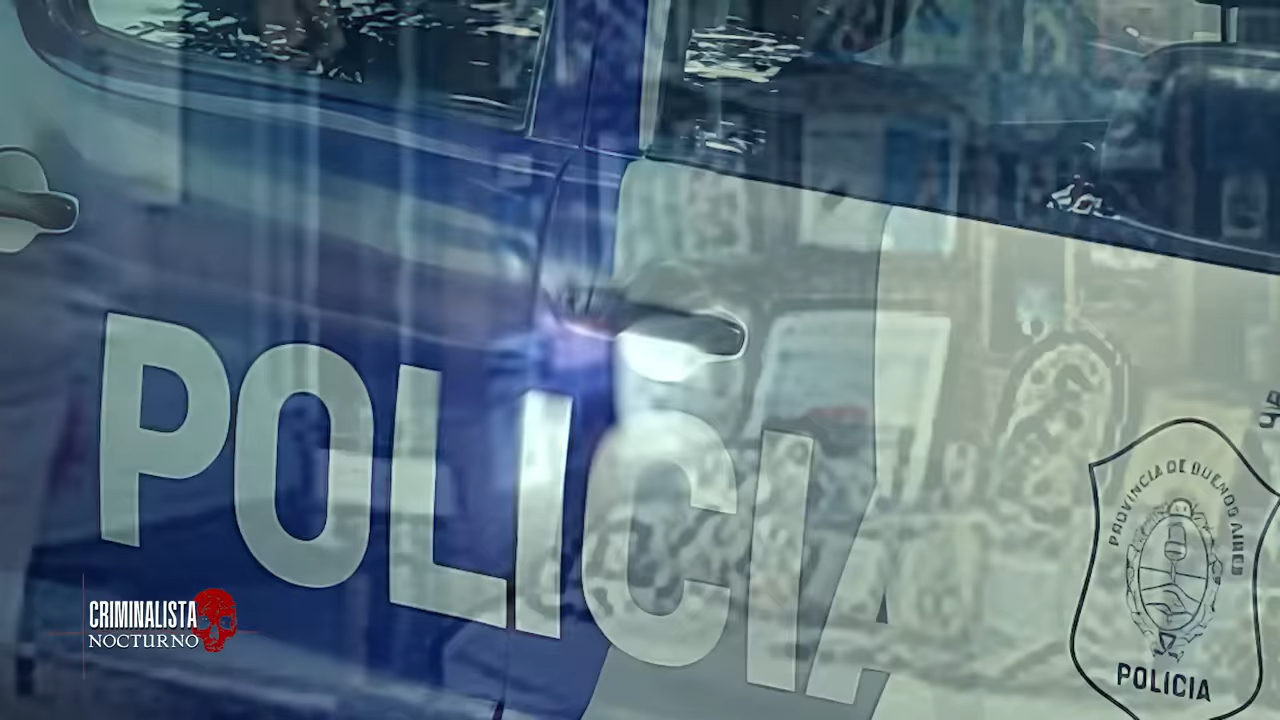 POLICIA
PROVINCIA DE BUENOS AIRES
POLICIA
CRIMINALISTA
NOCTURNO